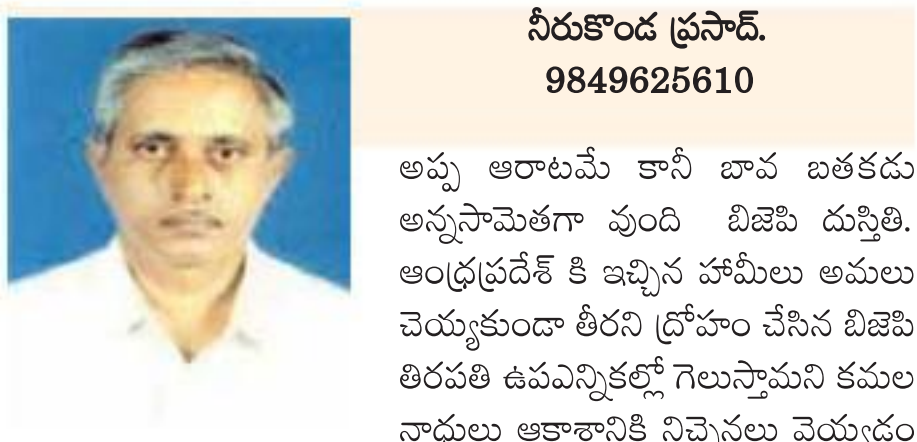 నీరుకొండ ప్రసాద్.
9849625610
అప్ప ఆరాటమే కానీ బావ బతకడు
అన్నసామెతగా వుంది బిజెపి దుస్తితి.
ఆంధ్రప్రదేశ్ కి ఇచ్చిన హామీలు అమలు
చెయ్యకుండా తీరని ద్రోహం చేసిన బిజెపి
తిరపతి ఉపఎన్నికల్లో గెలుస్తామని కమల
నాధులు ఆకాశానికి నిచ్చెనలు వెయ్యడం